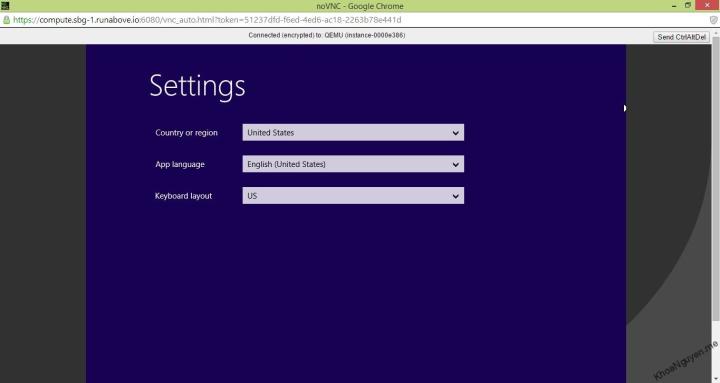 noVNC - Google Chrome
https://compute.sbg-1.runabove.io:6080/vnc_auto.html?token=51237dfd-f6ed-4ed6-ac18-2263b78e441d
Connected (encrypted) to: QEMU (instance-0000e386)
Send CtrlAltDel
Settings
Country or region
United States
App language
English (United States)
Keyboard layout
US
KhoaNguyen.me